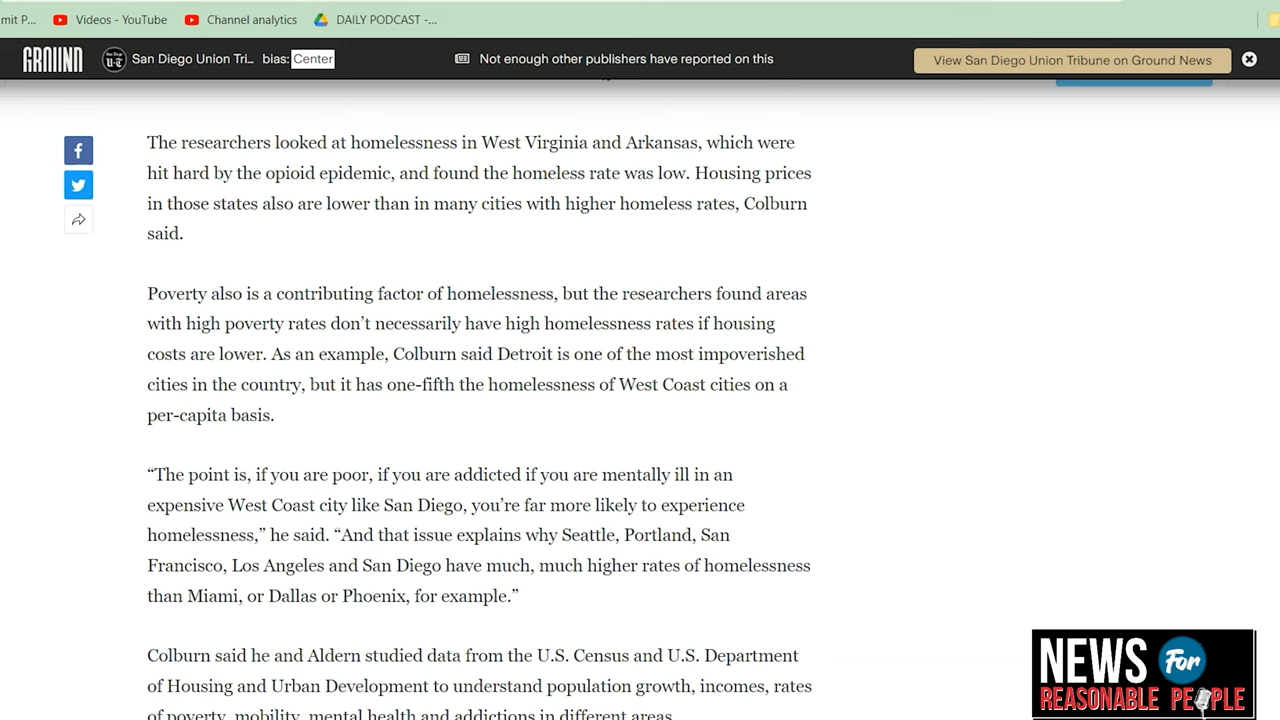 mit P...
Videos - YouTube
Channel analytics
DAILY PODCAST -...
GROUND
San Diego Union Tri... bias: Center
Not enough other publishers have reported on this
View San Diego Union Tribune on Ground News
The researchers looked at homelessness in West Virginia and Arkansas, which were
hit hard by the opioid epidemic, and found the homeless rate was low. Housing prices
in those states also are lower than in many cities with higher homeless rates, Colburn
said.
Poverty also is a contributing factor of homelessness, but the researchers found areas
with high poverty rates don’t necessarily have high homelessness rates if housing
costs are lower. As an example, Colburn said Detroit is one of the most impoverished
cities in the country, but it has one-fifth the homelessness of West Coast cities on a
per-capita basis.
“The point is, if you are poor, if you are addicted if you are mentally ill in an
expensive West Coast city like San Diego, you’re far more likely to experience
homelessness,” he said. “And that issue explains why Seattle, Portland, San
Francisco, Los Angeles and San Diego have much, much higher rates of homelessness
than Miami, or Dallas or Phoenix, for example.”
Colburn said he and Aldern studied data from the U.S. Census and U.S. Department
of Housing and Urban Development to understand population growth, incomes, rates
of poverty, mobility, mental health and addictions in different areas.
NEWS For
REASONABLE PEOPLE